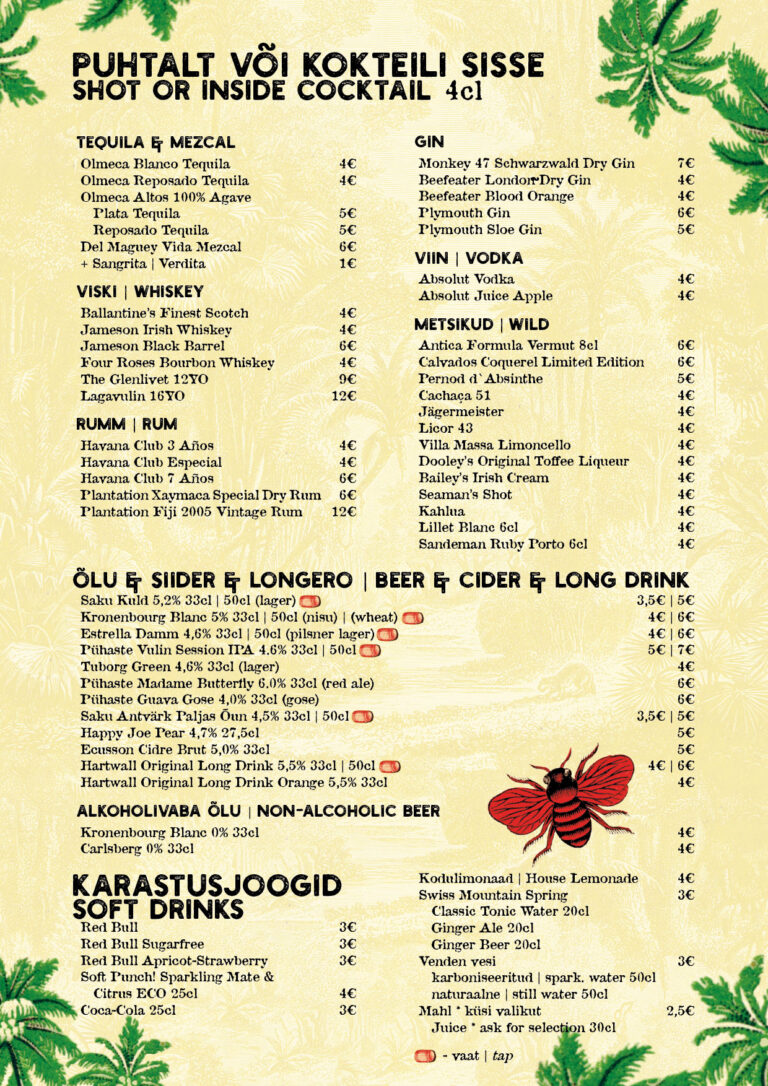 PUHTALT VÕI KOKTEILI SISSE
SHOT OR INSIDE COCKTAIL 4cl
TEQUILA & MEZCAL
Olmeca Blanco Tequila 4€
Olmeca Reposado Tequila 4€
Olmeca Altos 100% Agave
Plata Tequila 5€
Reposado Tequila 5€
Del Maguey Vida Mezcal 6€
+ Sangrita | Verdita 1€
VISKI | WHISKEY
Ballantine's Finest Scotch 4€
Jameson Irish Whiskey 4€
Jameson Black Barrel 6€
Four Roses Bourbon Whiskey 4€
The Glenlivet 12YO 9€
Lagavulin 16YO 12€
RUMM | RUM
Havana Club 3 Años 4€
Havana Club Especial 4€
Havana Club 7 Años 6€
Plantation Xaymaca Special Dry Rum 6€
Plantation Fiji 2005 Vintage Rum 12€
GIN
Monkey 47 Schwarzwald Dry Gin 7€
Beefeater London Dry Gin 4€
Beefeater Blood Orange 4€
Plymouth Gin 6€
Plymouth Sloe Gin 5€
VIIN | VODKA
Absolut Vodka 4€
Absolut Juice Apple 4€
METSIKUD | WILD
Antica Formula Vermut 8cl 6€
Calvados Coquerel Limited Edition 6€
Pernod d`Absinthe 5€
Cachaça 51 4€
Jägermeister 4€
Licor 43 4€
Villa Massa Limoncello 4€
Dooley's Original Toffee Liqueur 4€
Bailey's Irish Cream 4€
Seaman's Shot 4€
Kahlua 4€
Lillet Blanc 6cl 4€
Sandeman Ruby Porto 6cl 4€
ÕLU & SIIDER & LONGERO | BEER & CIDER & LONG DRINK
Saku Kuld 5,2% 33cl | 50cl (lager) 3,5€ | 5€
Kronenbourg Blanc 5% 33cl | 50cl (nisu) | (wheat) 4€ | 6€
Estrella Damm 4,6% 33cl | 50cl (pilsner lager) 4€ | 6€
Pühaste Vulin Session IPA 4.6% 33cl | 50cl 5€ | 7€
Tuborg Green 4,6% 33cl (lager) 4€
Pühaste Madame Butterfly 6.0% 33cl (red ale) 6€
Pühaste Guava Gose 4,0% 33cl (gose) 6€
Saku Antvärk Paljas Õun 4,5% 33cl | 50cl 3,5€ | 5€
Happy Joe Pear 4,7% 27,5cl 5€
Ecusson Cidre Brut 5,0% 33cl 5€
Hartwall Original Long Drink 5,5% 33cl | 50cl 4€ | 6€
Hartwall Original Long Drink Orange 5,5% 33cl 4€
ALKOHOLIVABA ÕLU | NON-ALCOHOLIC BEER
Kronenbourg Blanc 0% 33cl 4€
Carlsberg 0% 33cl 4€
KARASTUSJOOGID
SOFT DRINKS
Red Bull 3€
Red Bull Sugarfree 3€
Red Bull Apricot-Strawberry 3€
Soft Punch! Sparkling Mate &
Citrus ECO 25cl 4€
Coca-Cola 25cl 3€
Kodulimonaad | House Lemonade 4€
Swiss Mountain Spring 3€
Classic Tonic Water 20cl
Ginger Ale 20cl
Ginger Beer 20cl
Venden vesi 3€
karboniseeritud | spark. water 50cl
naturaalne | still water 50cl
Mahl * küsi valikut 2,5€
Juice * ask for selection 30cl
- vaat | tap